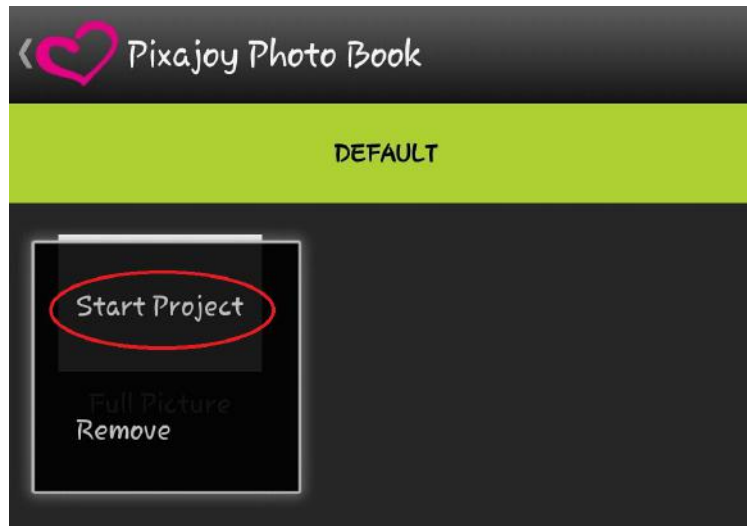 Pixajoy Photo Book
DEFAULT
Start Project
Full Picture
Remove